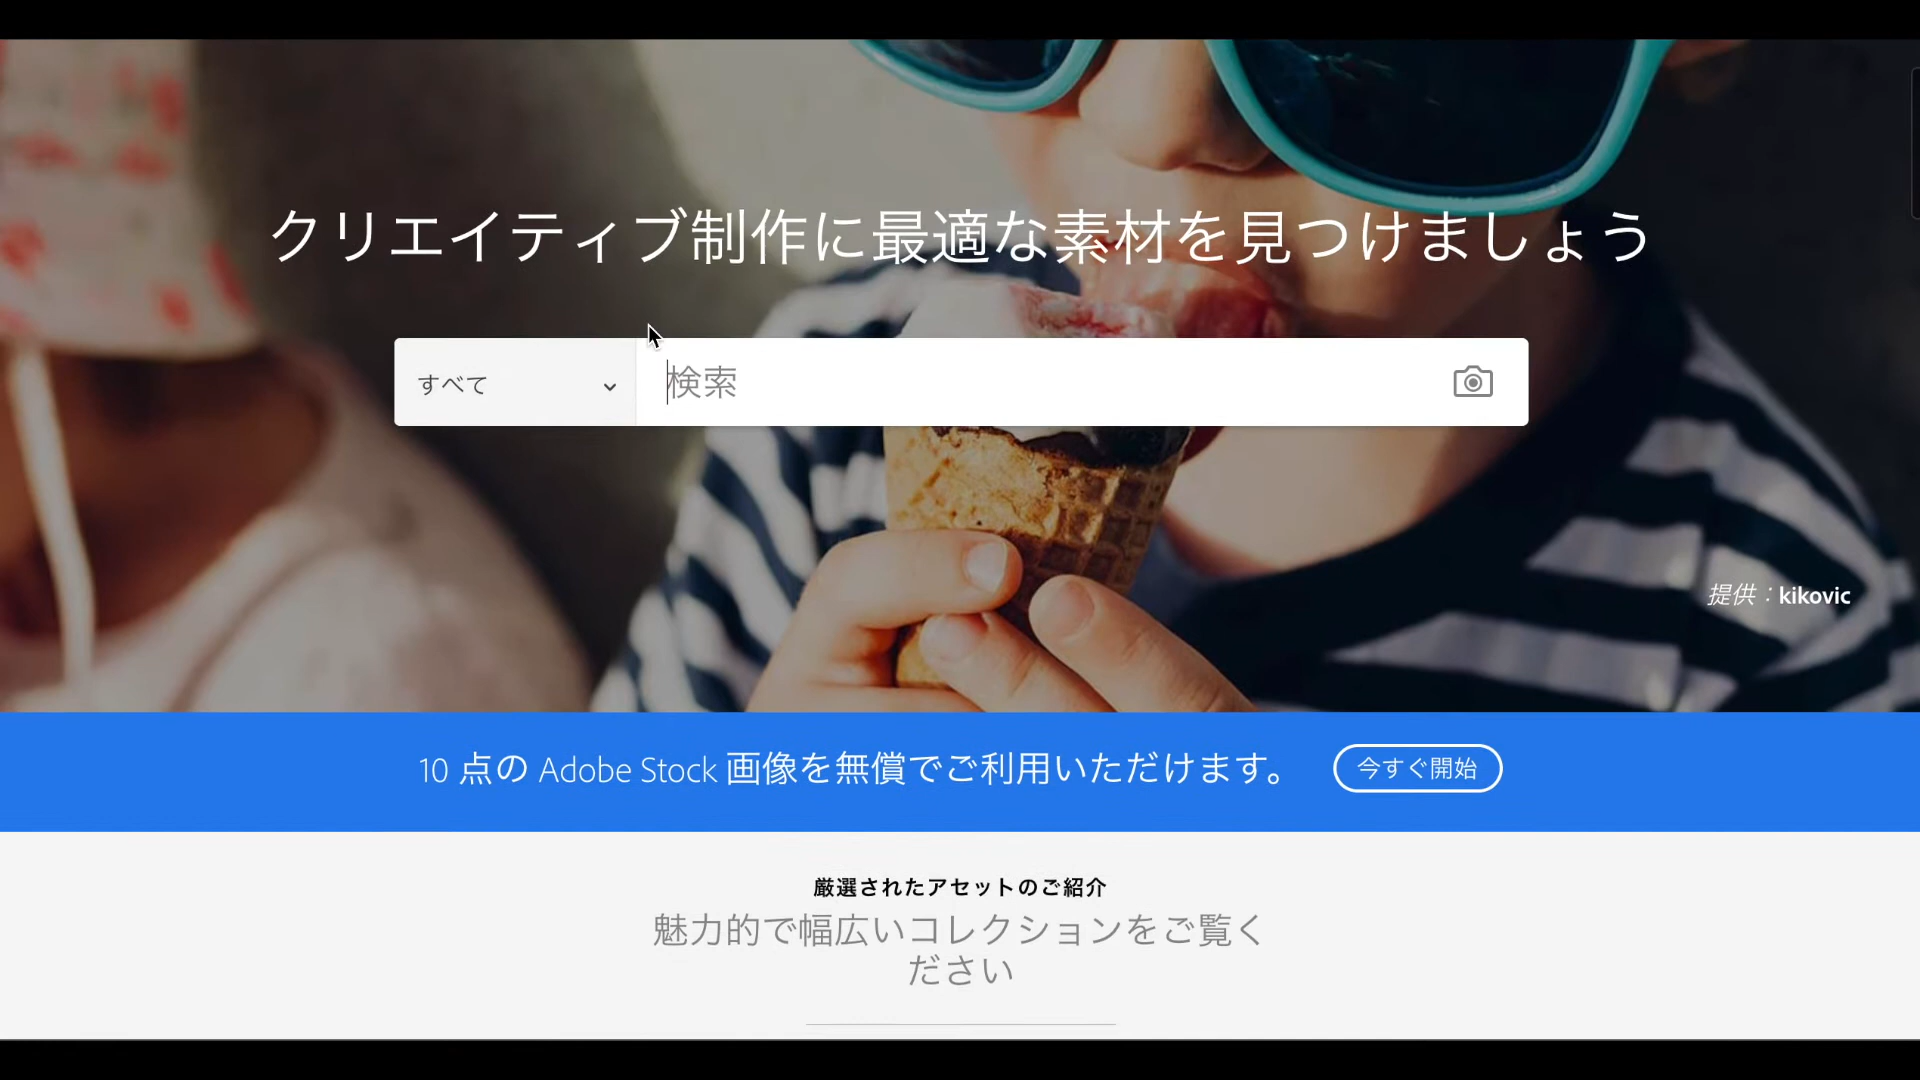 クリエイティブ制作に最適な素材を見つけましょう
すべて
検索
提供：kikovic
10 点の Adobe Stock 画像を無償でご利用いただけます。
今すぐ開始
厳選されたアセットのご紹介
魅力的で幅広いコレクションをご覧く
ださい